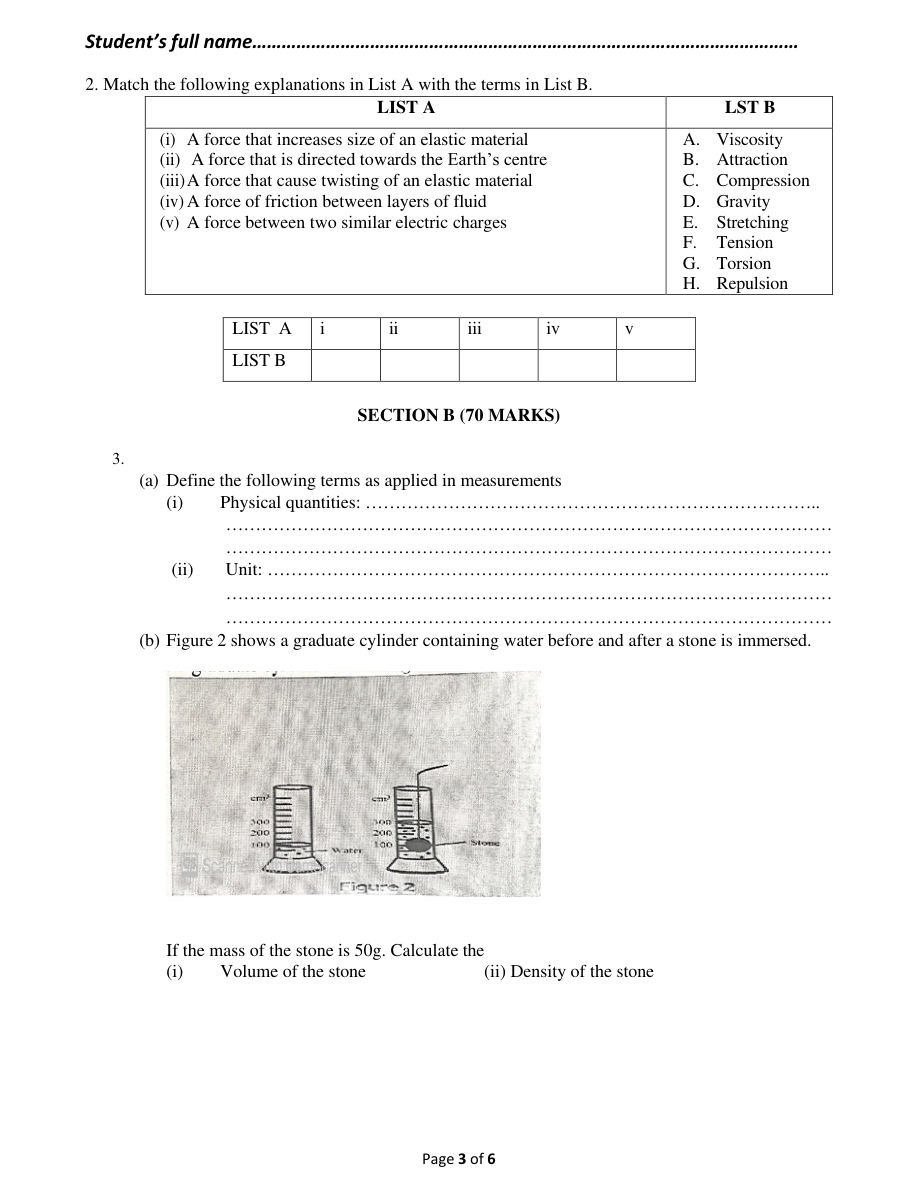 Student's full name……………………………………………………………………………………………
2. Match the following explanations in List A with the terms in List B.
LIST A
LST B
(i) A force that increases size of an elastic material
(ii) A force that is directed towards the Earth's centre
(iii) A force that cause twisting of an elastic material
(iv) A force of friction between layers of fluid
(v) A force between two similar electric charges
A. Viscosity
B. Attraction
C. Compression
D. Gravity
E. Stretching
F. Tension
G. Torsion
H. Repulsion
LIST A i ii iii iv v
LIST B
SECTION B (70 MARKS)
3.
(a) Define the following terms as applied in measurements
(i) Physical quantities: …………………………………………………………………..
…………………………………………………………………………………………
…………………………………………………………………………………………
(ii) Unit: …………………………………………………………………………………..
…………………………………………………………………………………………
…………………………………………………………………………………………
(b) Figure 2 shows a graduate cylinder containing water before and after a stone is immersed.
cm³ cm³
300 300
200 200
100 Water 100 Stone
Figure 2
If the mass of the stone is 50g. Calculate the
(i) Volume of the stone (ii) Density of the stone
Page 3 of 6